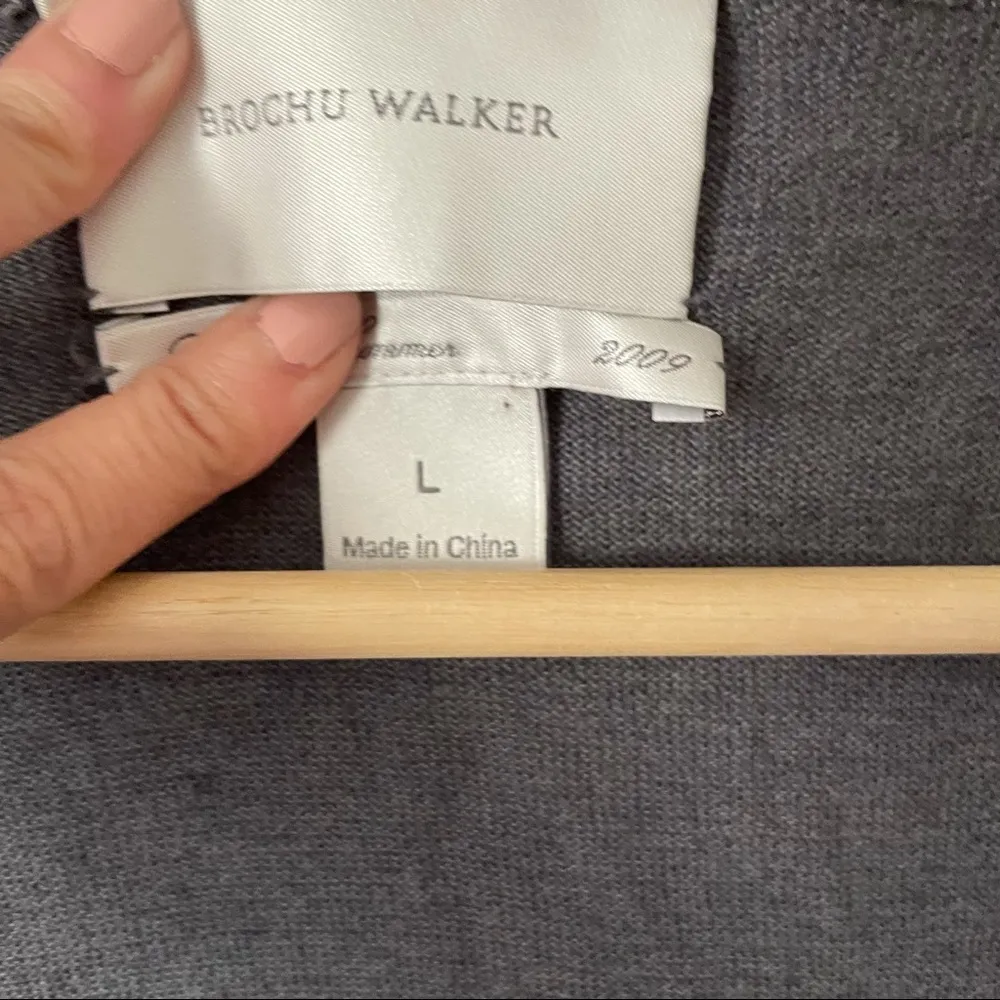 BROCHU WALKER
2009
L
Made in China